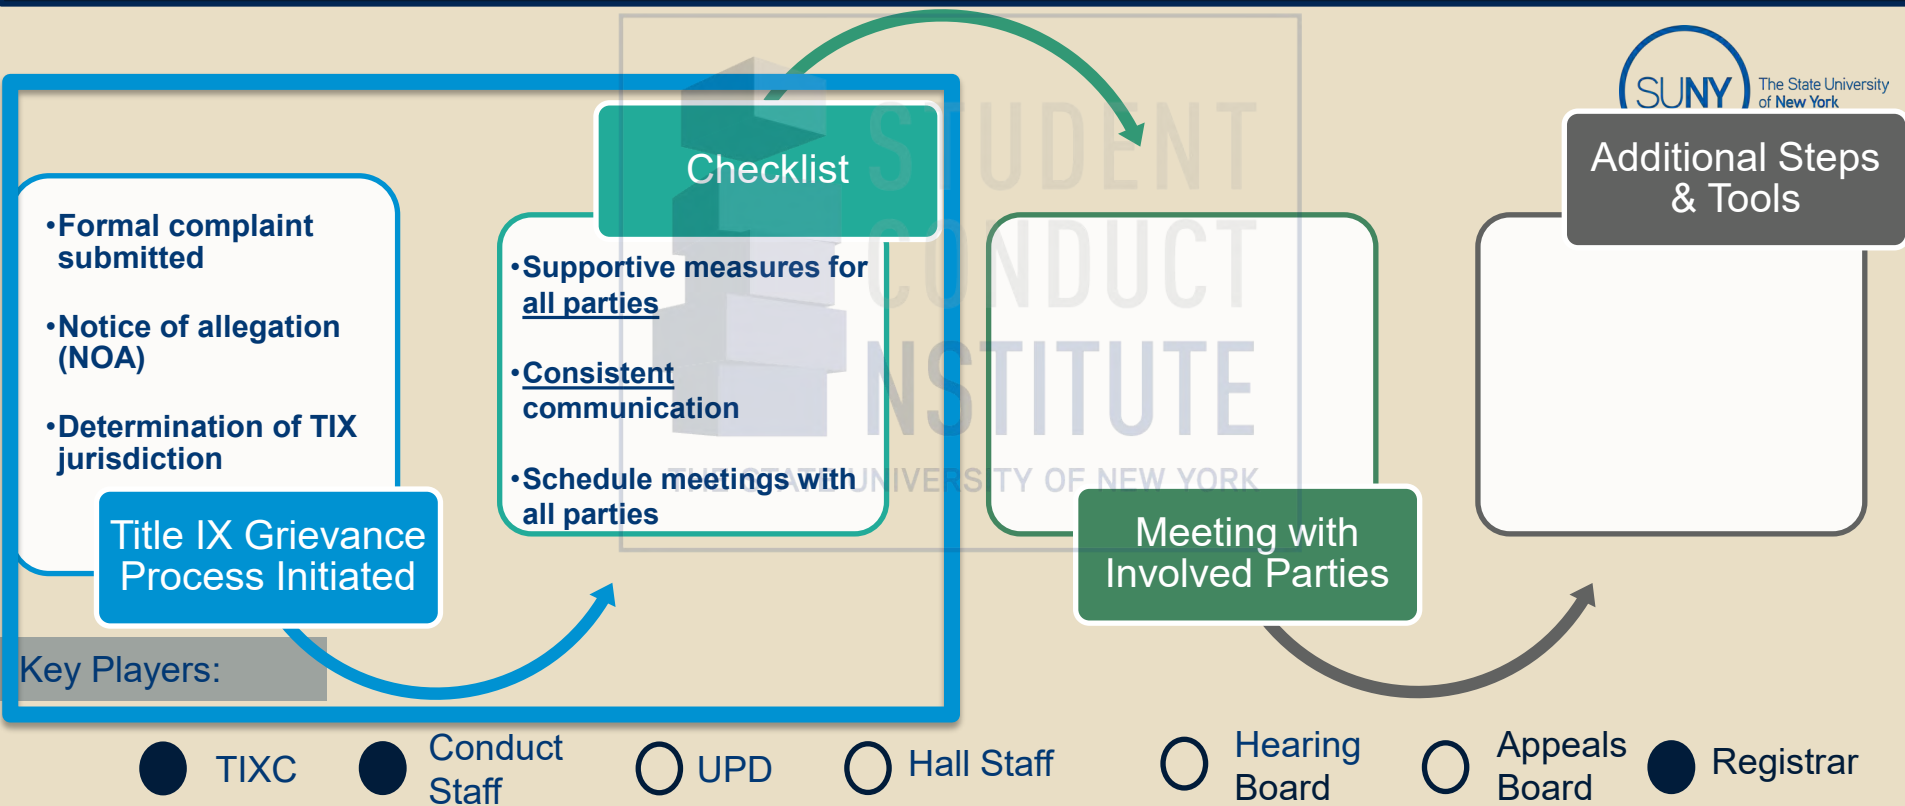 SUNY
The State University
of New York
•Formal complaint
submitted
•Notice of allegation
(NOA)
•Determination of TIX
jurisdiction
Title IX Grievance
Process Initiated
Checklist
•Supportive measures for
all parties
•Consistent
communication
•Schedule meetings with
all parties
STUDENT
CONDUCT
INSTITUTE
THE STATE UNIVERSITY OF NEW YORK
Meeting with
Involved Parties
Additional Steps
& Tools
Key Players:
TIXC
Conduct
Staff
UPD
Hall Staff
Hearing
Board
Appeals
Board
Registrar